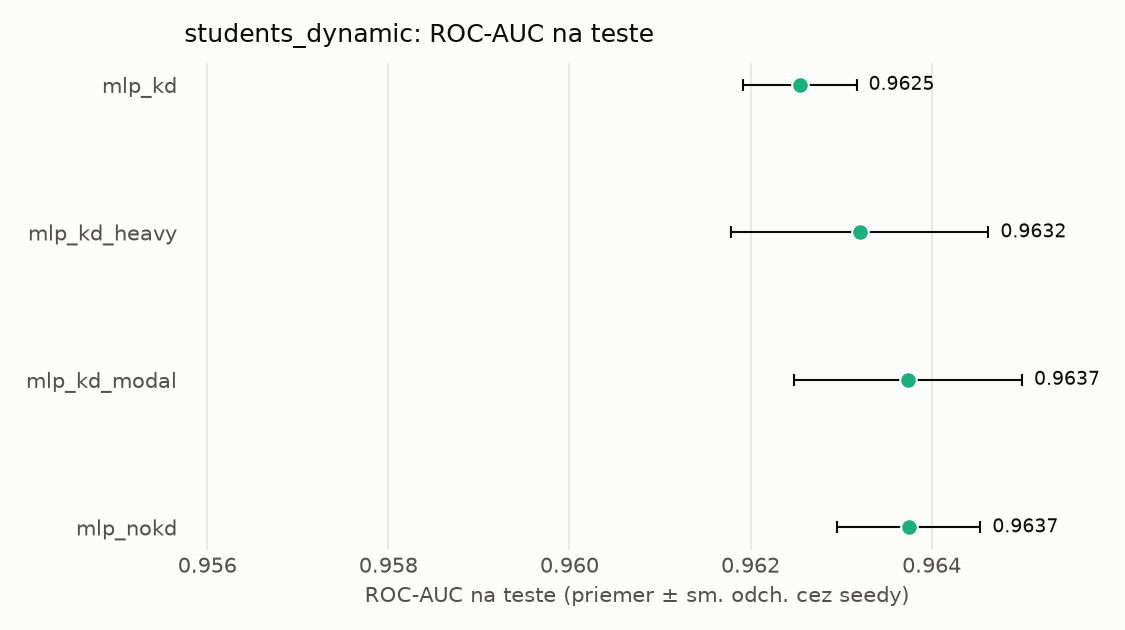 students_dynamic: ROC-AUC na teste
mlp_kd
0.9625
mlp_kd_heavy
0.9632
mlp_kd_modal
0.9637
mlp_nokd
0.9637
0.956 0.958 0.960 0.962 0.964
ROC-AUC na teste (priemer ± sm. odch. cez seedy)